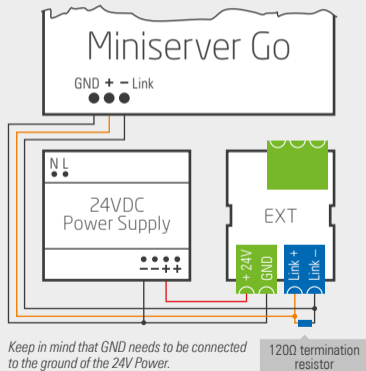 Miniserver Go
GND + − Link
N L
24VDC
Power Supply
− − + +
EXT
+ 24V
GND
Link +
Link −
Keep in mind that GND needs to be connected
to the ground of the 24V Power.
120Ω termination
resistor